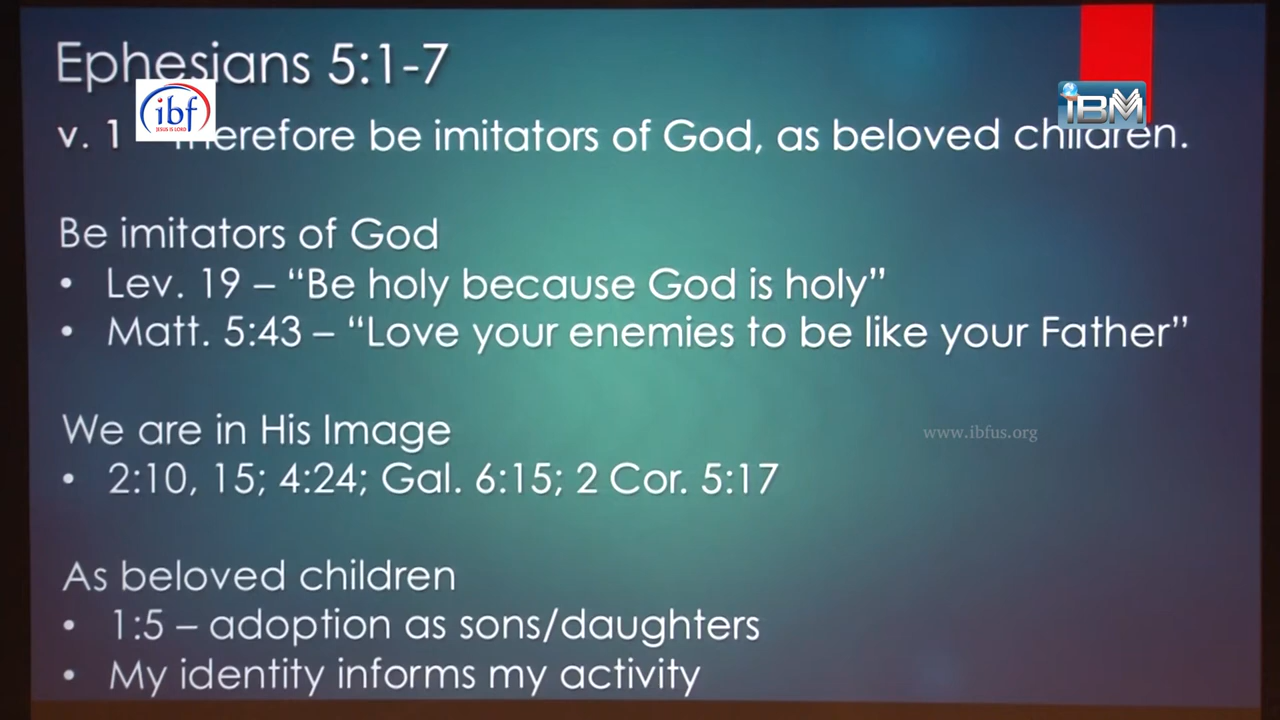 Ephesians 5:1-7
ibf
JESUS IS LORD
iBM
v. 1 Therefore be imitators of God, as beloved children.
Be imitators of God
• Lev. 19 – “Be holy because God is holy”
• Matt. 5:43 – “Love your enemies to be like your Father”
We are in His Image
www.ibfus.org
• 2:10, 15; 4:24; Gal. 6:15; 2 Cor. 5:17
As beloved children
• 1:5 – adoption as sons/daughters
• My identity informs my activity